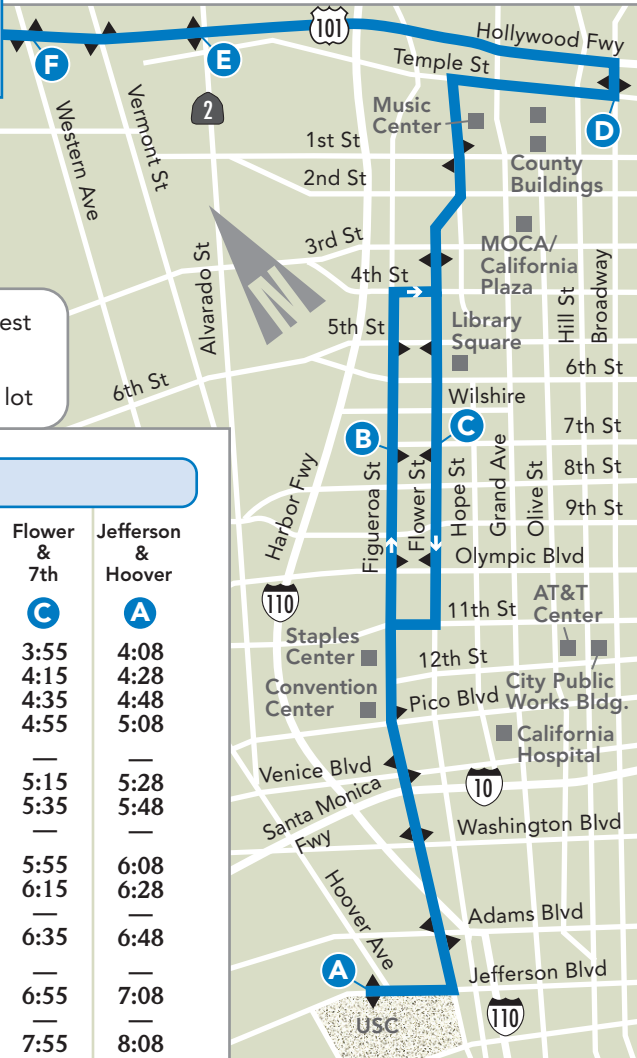 101
Hollywood Fwy
Temple St
F
E
D
2
Western Ave
Vermont St
Alvarado St
Music
Center
1st St
2nd St
County
Buildings
3rd St
MOCA/
California
Plaza
4th St
5th St
Library
Square
Hill St
Broadway
6th St
6th St
Wilshire
est
lot
B
C
7th St
8th St
9th St
Harbor Fwy
Figueroa St
Flower St
Hope St
Grand Ave
Olive St
Olympic Blvd
110
11th St
AT&T
Center
Staples
Center
12th St
City Public
Works Bldg.
Convention
Center
Pico Blvd
California
Hospital
Venice Blvd
10
Santa Monica
Fwy
Washington Blvd
Hoover Ave
Adams Blvd
A
Jefferson Blvd
USC
110
Flower
&
7th
Jefferson
&
Hoover
C A
3:55 4:08
4:15 4:28
4:35 4:48
4:55 5:08
— —
5:15 5:28
5:35 5:48
— —
5:55 6:08
6:15 6:28
— —
6:35 6:48
— —
6:55 7:08
— —
7:55 8:08